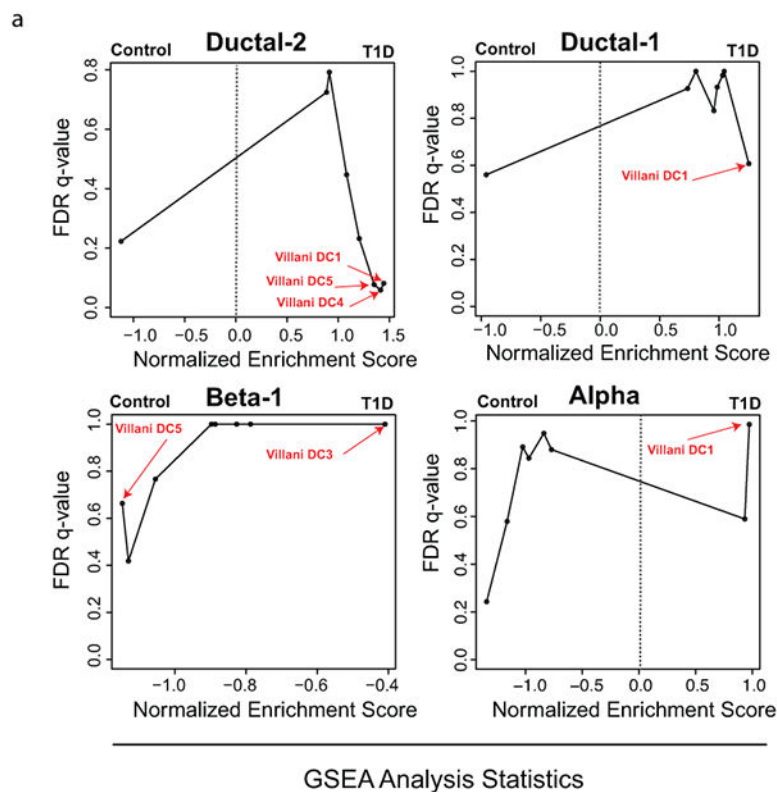 a
Control Ductal-2 T1D
FDR q-value
0.8
0.6
0.4
0.2
0.0
Villani DC1
Villani DC5
Villani DC4
−1.0 −0.5 0.0 0.5 1.0 1.5
Normalized Enrichment Score
Control Ductal-1 T1D
FDR q-value
1.0
0.8
0.6
0.4
0.2
0.0
Villani DC1
−1.0 −0.5 0.0 0.5 1.0
Normalized Enrichment Score
Control Beta-1 T1D
FDR q-value
1.0
0.8
0.6
0.4
0.2
0.0
Villani DC5
Villani DC3
−1.0 −0.8 −0.6 −0.4
Normalized Enrichment Score
Control Alpha T1D
FDR q-value
1.0
0.8
0.6
0.4
0.2
0.0
Villani DC1
−1.0 −0.5 0.0 0.5 1.0
Normalized Enrichment Score
GSEA Analysis Statistics